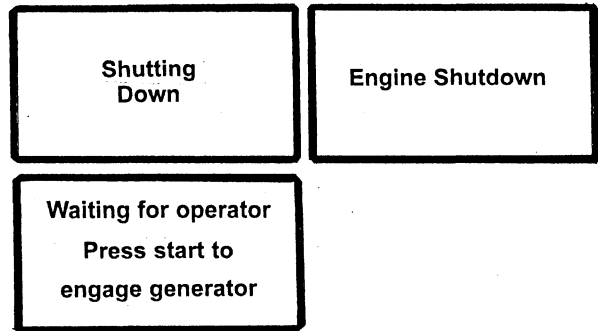 Shutting
Down
Engine Shutdown
Waiting for operator
Press start to
engage generator